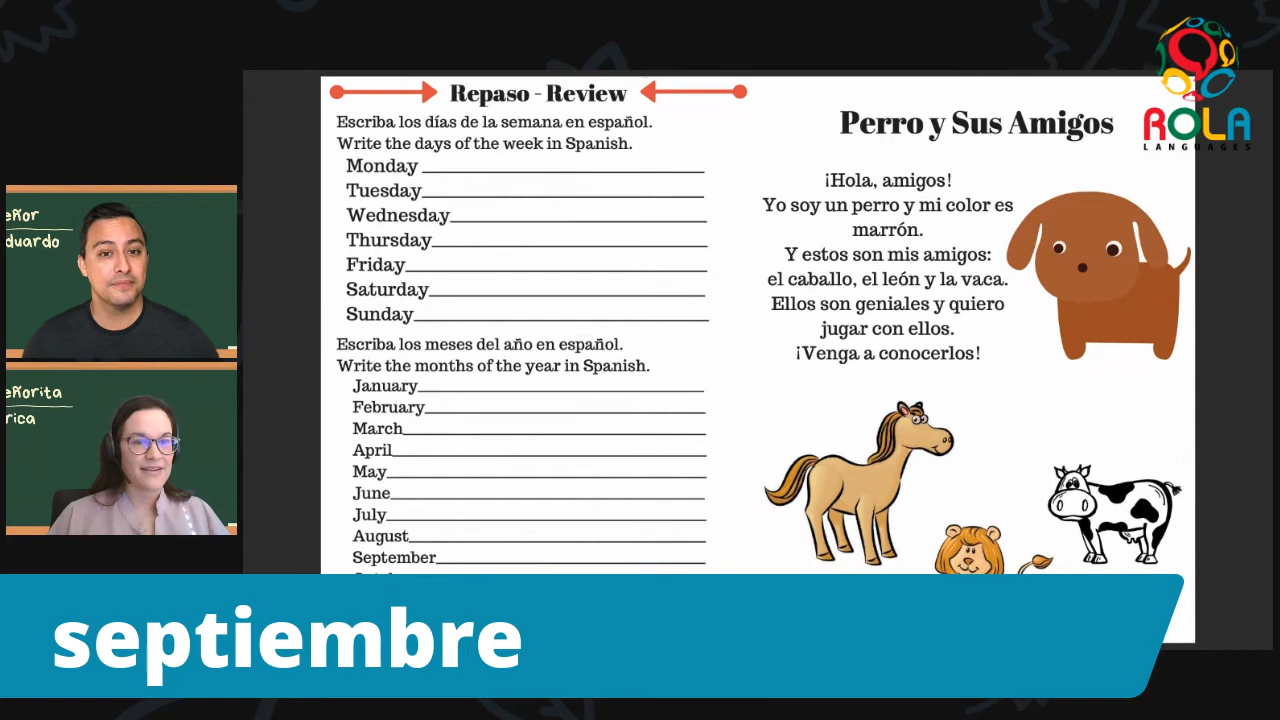 Repaso - Review
Escriba los días de la semana en español.
Write the days of the week in Spanish.
Monday
Tuesday
Wednesday
Thursday
Friday
Saturday
Sunday
Escriba los meses del año en español.
Write the months of the year in Spanish.
January
February
March
April
May
June
July
August
September
Perro y Sus Amigos
¡Hola, amigos!
Yo soy un perro y mi color es
marrón.
Y estos son mis amigos:
el caballo, el león y la vaca.
Ellos son geniales y quiero
jugar con ellos.
¡Venga a conocerlos!
ROLA
LANGUAGES
eñor
duardo
eñorita
rica
septiembre